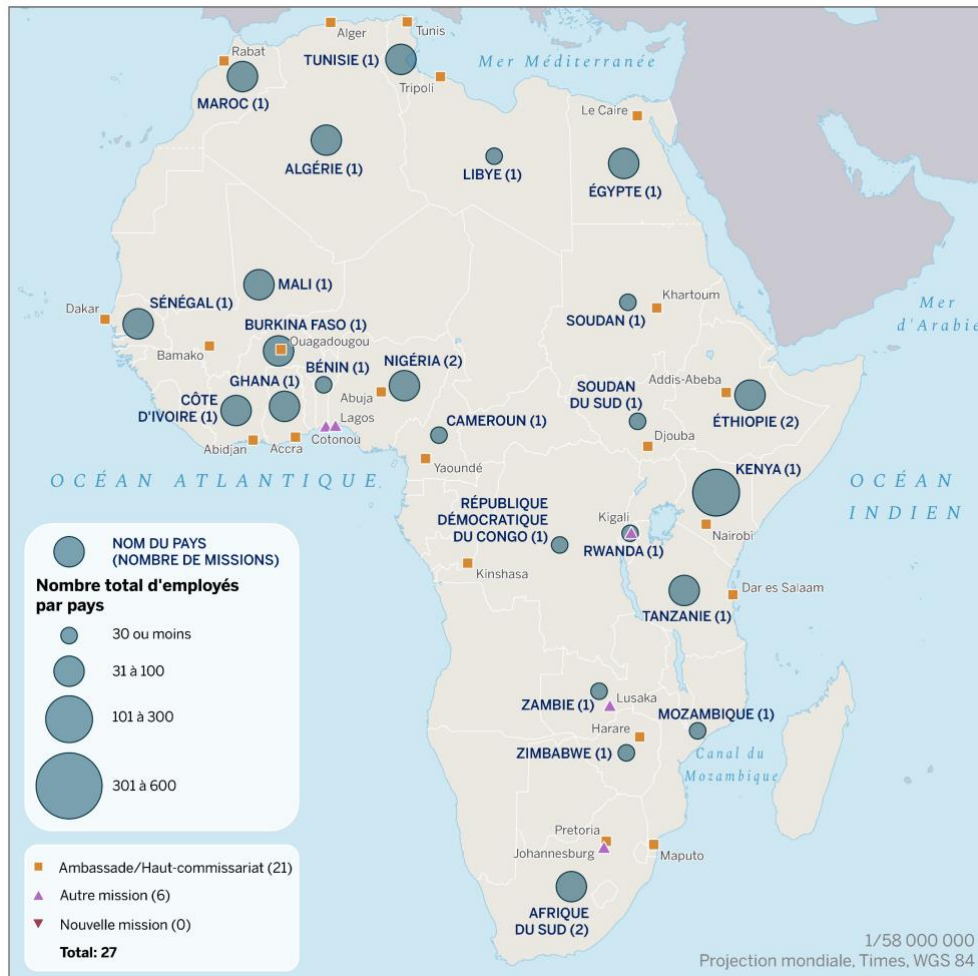 Alger
Tunis
Rabat
TUNISIE (1)
Mer Méditerranée
Tripoli
MAROC (1)
Le Caire
ALGÉRIE (1)
LIBYE (1)
ÉGYPTE (1)
MALI (1)
SÉNÉGAL (1)
Dakar
Khartoum
SOUDAN (1)
Mer
d'Arabie
BURKINA FASO (1)
Ouagadougou
Bamako
BÉNIN (1)
NIGÉRIA (2)
GHANA (1)
Abuja
CÔTE
D'IVOIRE (1)
Lagos
Cotonou
Abidjan
Accra
SOUDAN
DU SUD (1)
Addis-Abeba
ÉTHIOPIE (2)
CAMEROUN (1)
Djouba
Yaoundé
KENYA (1)
OCÉAN ATLANTIQUE
OCÉAN
INDIEN
RÉPUBLIQUE
DÉMOCRATIQUE
DU CONGO (1)
Kigali
RWANDA (1)
Nairobi
Kinshasa
Dar es Salaam
TANZANIE (1)
ZAMBIE (1)
Lusaka
MOZAMBIQUE (1)
Harare
ZIMBABWE (1)
Canal du
Mozambique
Pretoria
Johannesburg
Maputo
AFRIQUE
DU SUD (2)
NOM DU PAYS
(NOMBRE DE MISSIONS)
Nombre total d'employés
par pays
30 ou moins
31 à 100
101 à 300
301 à 600
Ambassade/Haut-commissariat (21)
Autre mission (6)
Nouvelle mission (0)
Total: 27
1/58 000 000
Projection mondiale, Times, WGS 84